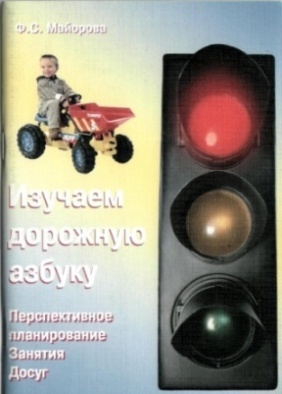 Ф.С. Майорова
Изучаем
дорожную
азбуку
Перспективное
планирование
Занятия
Досуг